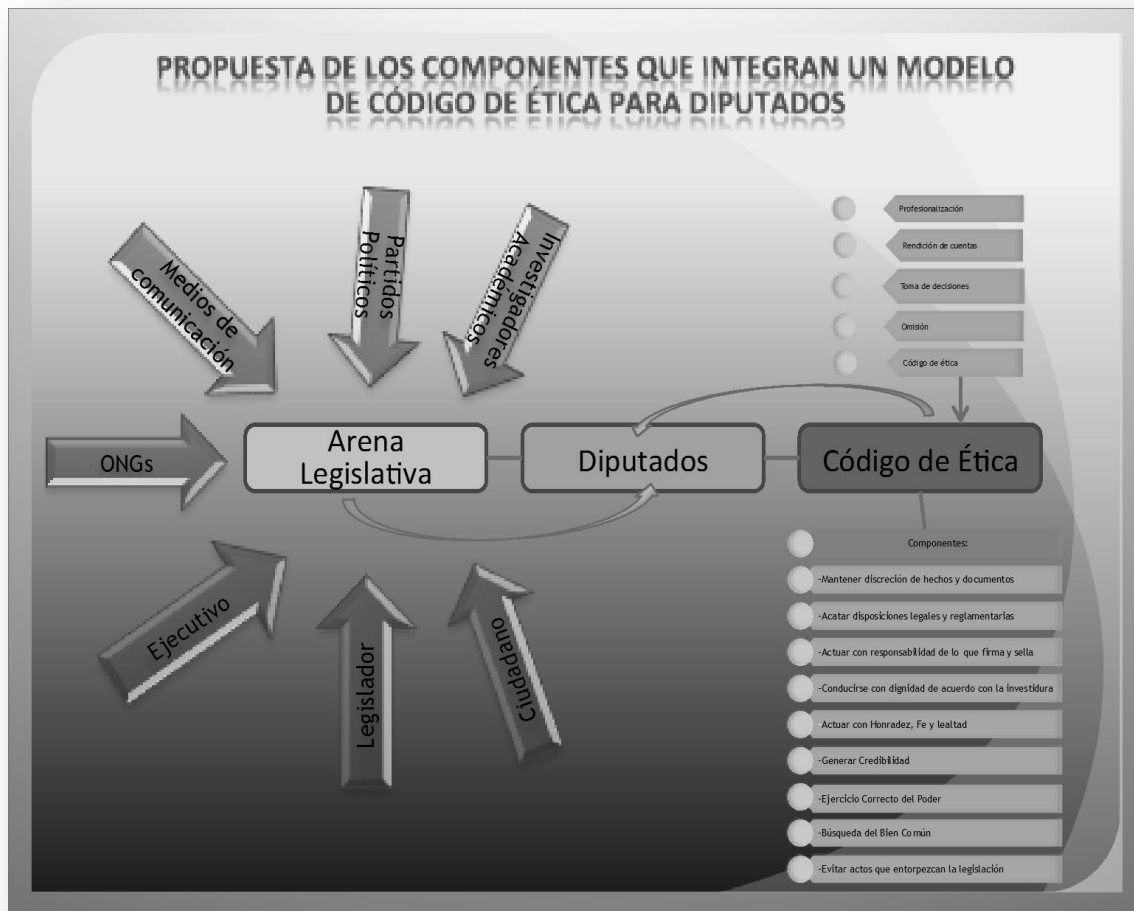 PROPUESTA DE LOS COMPONENTES QUE INTEGRAN UN MODELO
DE CÓDIGO DE ÉTICA PARA DIPUTADOS
Medios de
comunicación
Partidos
Políticos
Investigadores
Académicos
ONGs
Ejecutivo
Legislador
Ciudadano
Arena
Legislativa
Diputados
Código de Ética
Profesionalización
Rendición de cuentas
Toma de decisiones
Omisión
Código de ética
Componentes:
-Mantener discreción de hechos y documentos
-Acatar disposiciones legales y reglamentarias
-Actuar con responsabilidad de lo que firma y sella
-Conducirse con dignidad de acuerdo con la investidura
-Actuar con Honradez, Fe y lealtad
-Generar Credibilidad
-Ejercicio Correcto del Poder
-Búsqueda del Bien Común
-Evitar actos que entorpezcan la legislación